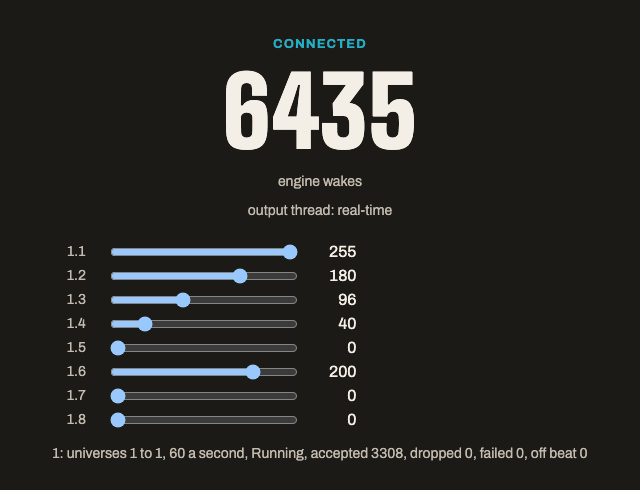 CONNECTED
6435
engine wakes
output thread: real-time
1.1 255
1.2 180
1.3 96
1.4 40
1.5 0
1.6 200
1.7 0
1.8 0
1: universes 1 to 1, 60 a second, Running, accepted 3308, dropped 0, failed 0, off beat 0